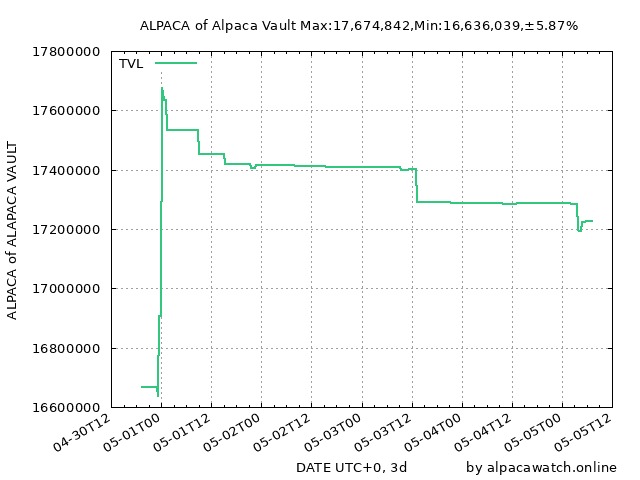 ALPACA of Alpaca Vault Max:17,674,842,Min:16,636,039,±5.87%
TVL
ALPACA of ALAPACA VAULT
17800000
17600000
17400000
17200000
17000000
16800000
16600000
04-30T12
05-01T00
05-01T12
05-02T00
05-02T12
05-03T00
05-03T12
05-04T00
05-04T12
05-05T00
05-05T12
DATE UTC+0, 3d
by alpacawatch.online